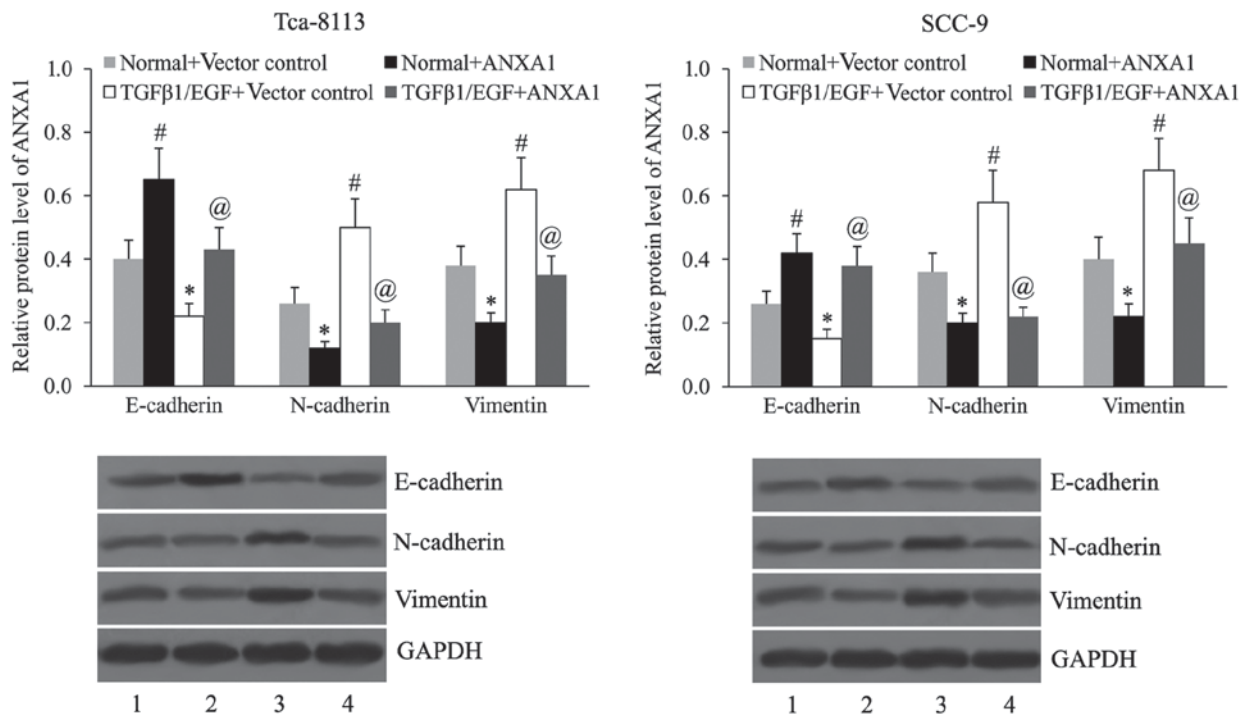 Tca-8113
Normal+Vector control
Normal+ANXA1
TGFβ1/EGF+Vector control
TGFβ1/EGF+ANXA1
Relative protein level of ANXA1
1.0
0.8
0.6
0.4
0.2
0.0
#
*
@
*
#
@
*
#
@
E-cadherin
N-cadherin
Vimentin
E-cadherin
N-cadherin
Vimentin
GAPDH
1 2 3 4
SCC-9
Normal+Vector control
Normal+ANXA1
TGFβ1/EGF+Vector control
TGFβ1/EGF+ANXA1
Relative protein level of ANXA1
1.0
0.8
0.6
0.4
0.2
0.0
#
*
@
*
#
@
*
#
@
E-cadherin
N-cadherin
Vimentin
E-cadherin
N-cadherin
Vimentin
GAPDH
1 2 3 4